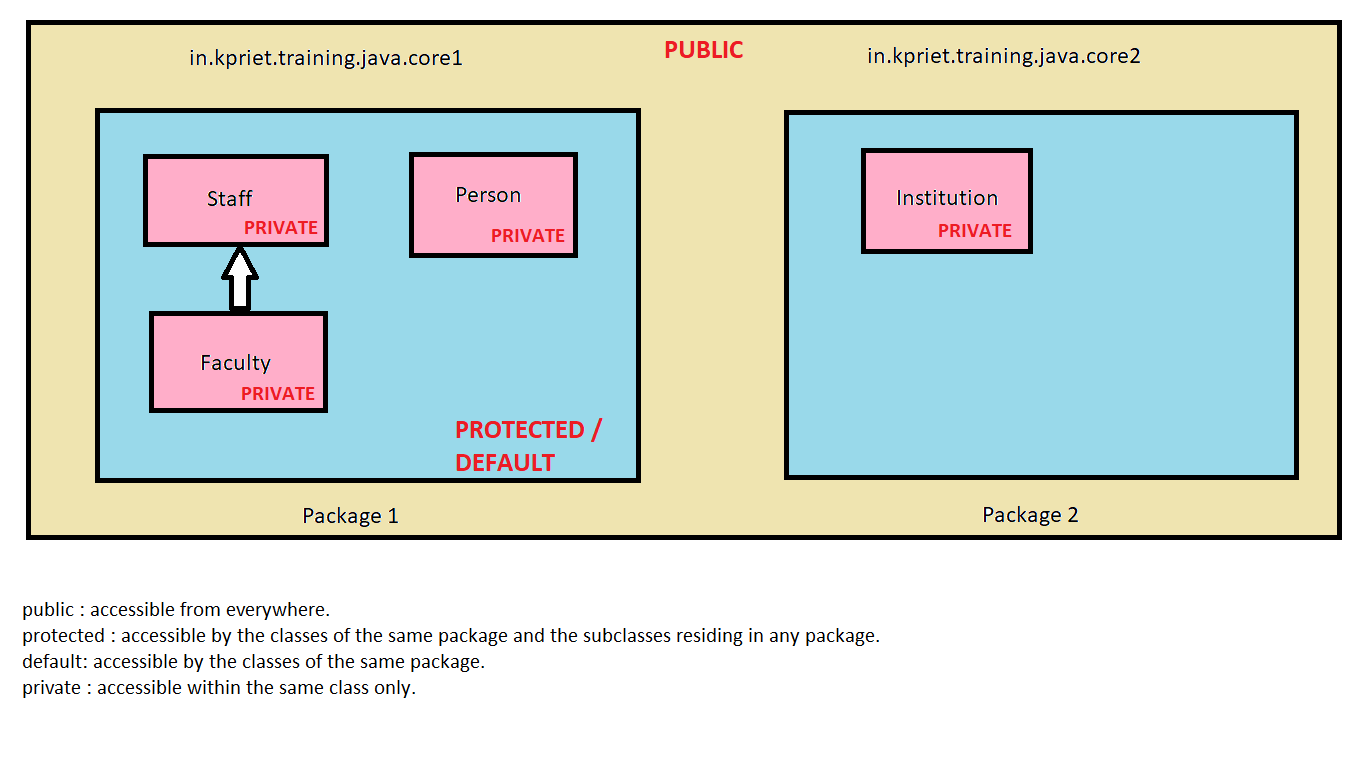 in.kpriet.training.java.core1
PUBLIC
in.kpriet.training.java.core2
Staff
PRIVATE
Person
PRIVATE
Institution
PRIVATE
Faculty
PRIVATE
PROTECTED /
DEFAULT
Package 1
Package 2
public : accessible from everywhere.
protected : accessible by the classes of the same package and the subclasses residing in any package.
default: accessible by the classes of the same package.
private : accessible within the same class only.